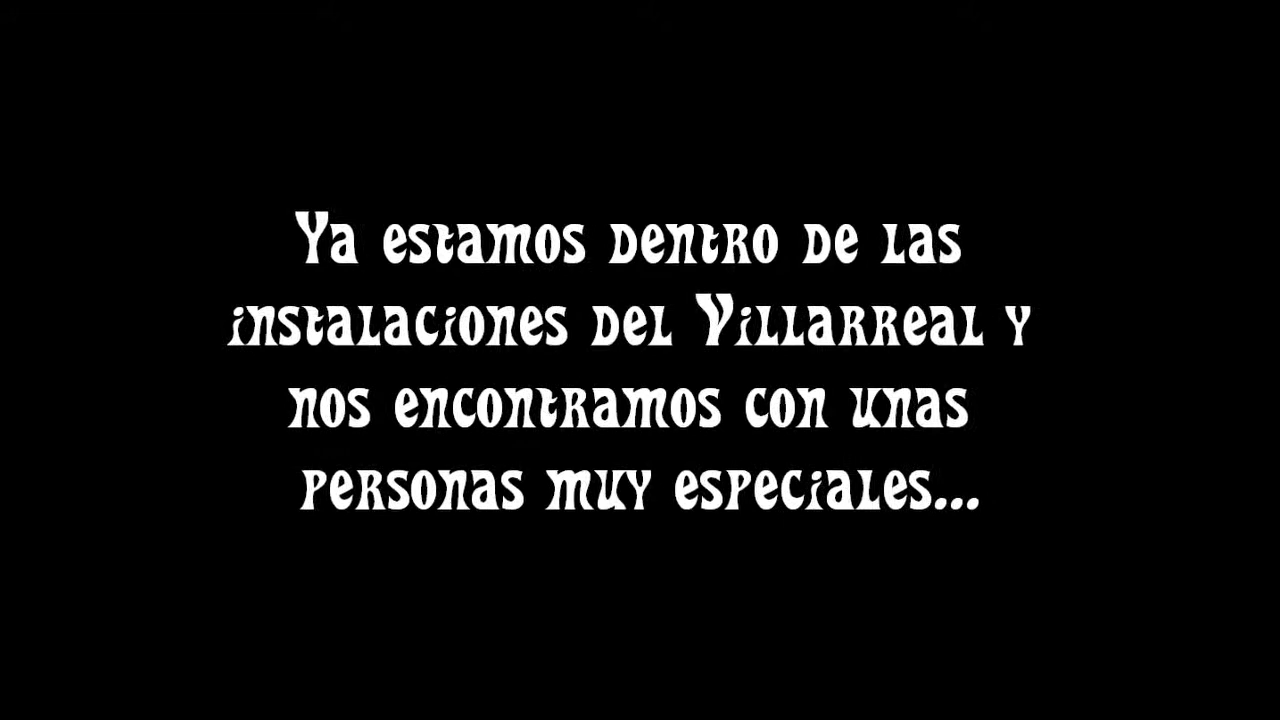 Ya estamos dentro de las
instalaciones del Villarreal y
nos encontramos con unas
personas muy especiales...